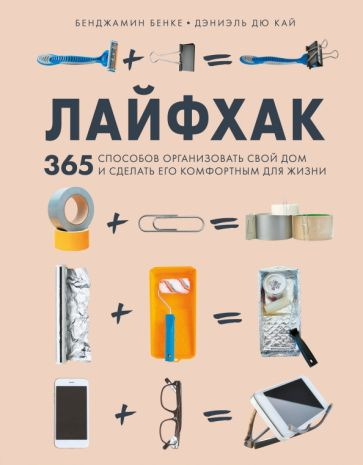 БЕНДЖАМИН БЕНКЕ • ДЭНИЭЛЬ ДЮ КАЙ
+ =
ЛАЙФХАК
365 СПОСОБОВ ОРГАНИЗОВАТЬ СВОЙ ДОМ
И СДЕЛАТЬ ЕГО КОМФОРТНЫМ ДЛЯ ЖИЗНИ
+ =
+ =
+ =